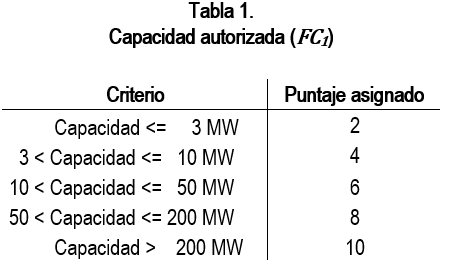 Tabla 1.
Capacidad autorizada (FC1)
Criterio Puntaje asignado
Capacidad <= 3 MW 2
3 < Capacidad <= 10 MW 4
10 < Capacidad <= 50 MW 6
50 < Capacidad <= 200 MW 8
Capacidad > 200 MW 10